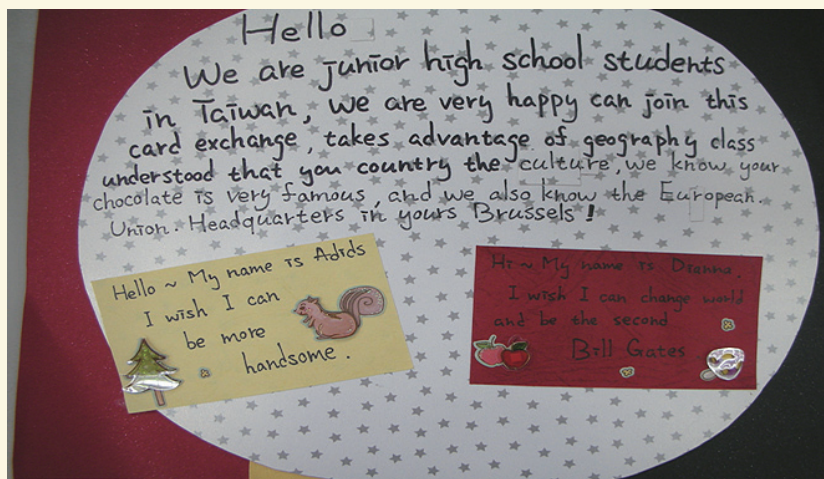 Hello
We are junior high school students
in Taiwan, we are very happy can join this
card exchange, takes advantage of geography class
understood that you country the culture, we know your
chocolate is very famous, and we also know the European.
Union. Headquarters in yours Brussels!
Hello ~ My name is Adids
I wish I can
be more
handsome.
Hi ~ My name is Dianna.
I wish I can change world
and be the second
Bill Gates